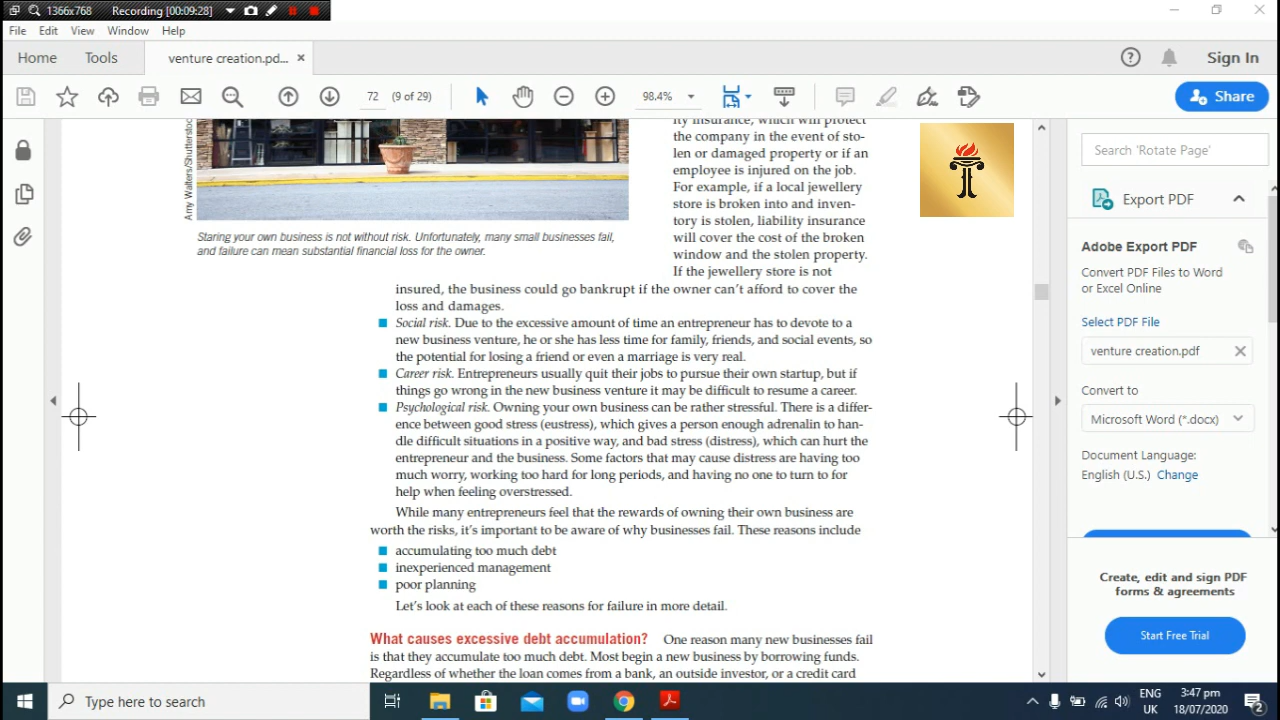 1366x768 Recording [00:09:28]
File Edit View Window Help
Home Tools venture creation.pd... × Sign In
72 (9 of 29) 98.4% Share
Amy Walters/Shutterstoc
ity insurance, which will protect
the company in the event of sto-
len or damaged property or if an
employee is injured on the job.
For example, if a local jewellery
store is broken into and inven-
tory is stolen, liability insurance
will cover the cost of the broken
window and the stolen property.
If the jewellery store is not
Staring your own business is not without risk. Unfortunately, many small businesses fail,
and failure can mean substantial financial loss for the owner.
insured, the business could go bankrupt if the owner can't afford to cover the
loss and damages.
■ Social risk. Due to the excessive amount of time an entrepreneur has to devote to a
new business venture, he or she has less time for family, friends, and social events, so
the potential for losing a friend or even a marriage is very real.
■ Career risk. Entrepreneurs usually quit their jobs to pursue their own startup, but if
things go wrong in the new business venture it may be difficult to resume a career.
■ Psychological risk. Owning your own business can be rather stressful. There is a differ-
ence between good stress (eustress), which gives a person enough adrenalin to han-
dle difficult situations in a positive way, and bad stress (distress), which can hurt the
entrepreneur and the business. Some factors that may cause distress are having too
much worry, working too hard for long periods, and having no one to turn to for
help when feeling overstressed.
While many entrepreneurs feel that the rewards of owning their own business are
worth the risks, it's important to be aware of why businesses fail. These reasons include
■ accumulating too much debt
■ inexperienced management
■ poor planning
Let's look at each of these reasons for failure in more detail.
What causes excessive debt accumulation? One reason many new businesses fail
is that they accumulate too much debt. Most begin a new business by borrowing funds.
Regardless of whether the loan comes from a bank, an outside investor, or a credit card
Search 'Rotate Page'
Export PDF
Adobe Export PDF
Convert PDF Files to Word
or Excel Online
Select PDF File
venture creation.pdf
Convert to
Microsoft Word (*.docx)
Document Language:
English (U.S.) Change
Create, edit and sign PDF
forms & agreements
Start Free Trial
Type here to search
ENG
UK
3:47 pm
18/07/2020
2